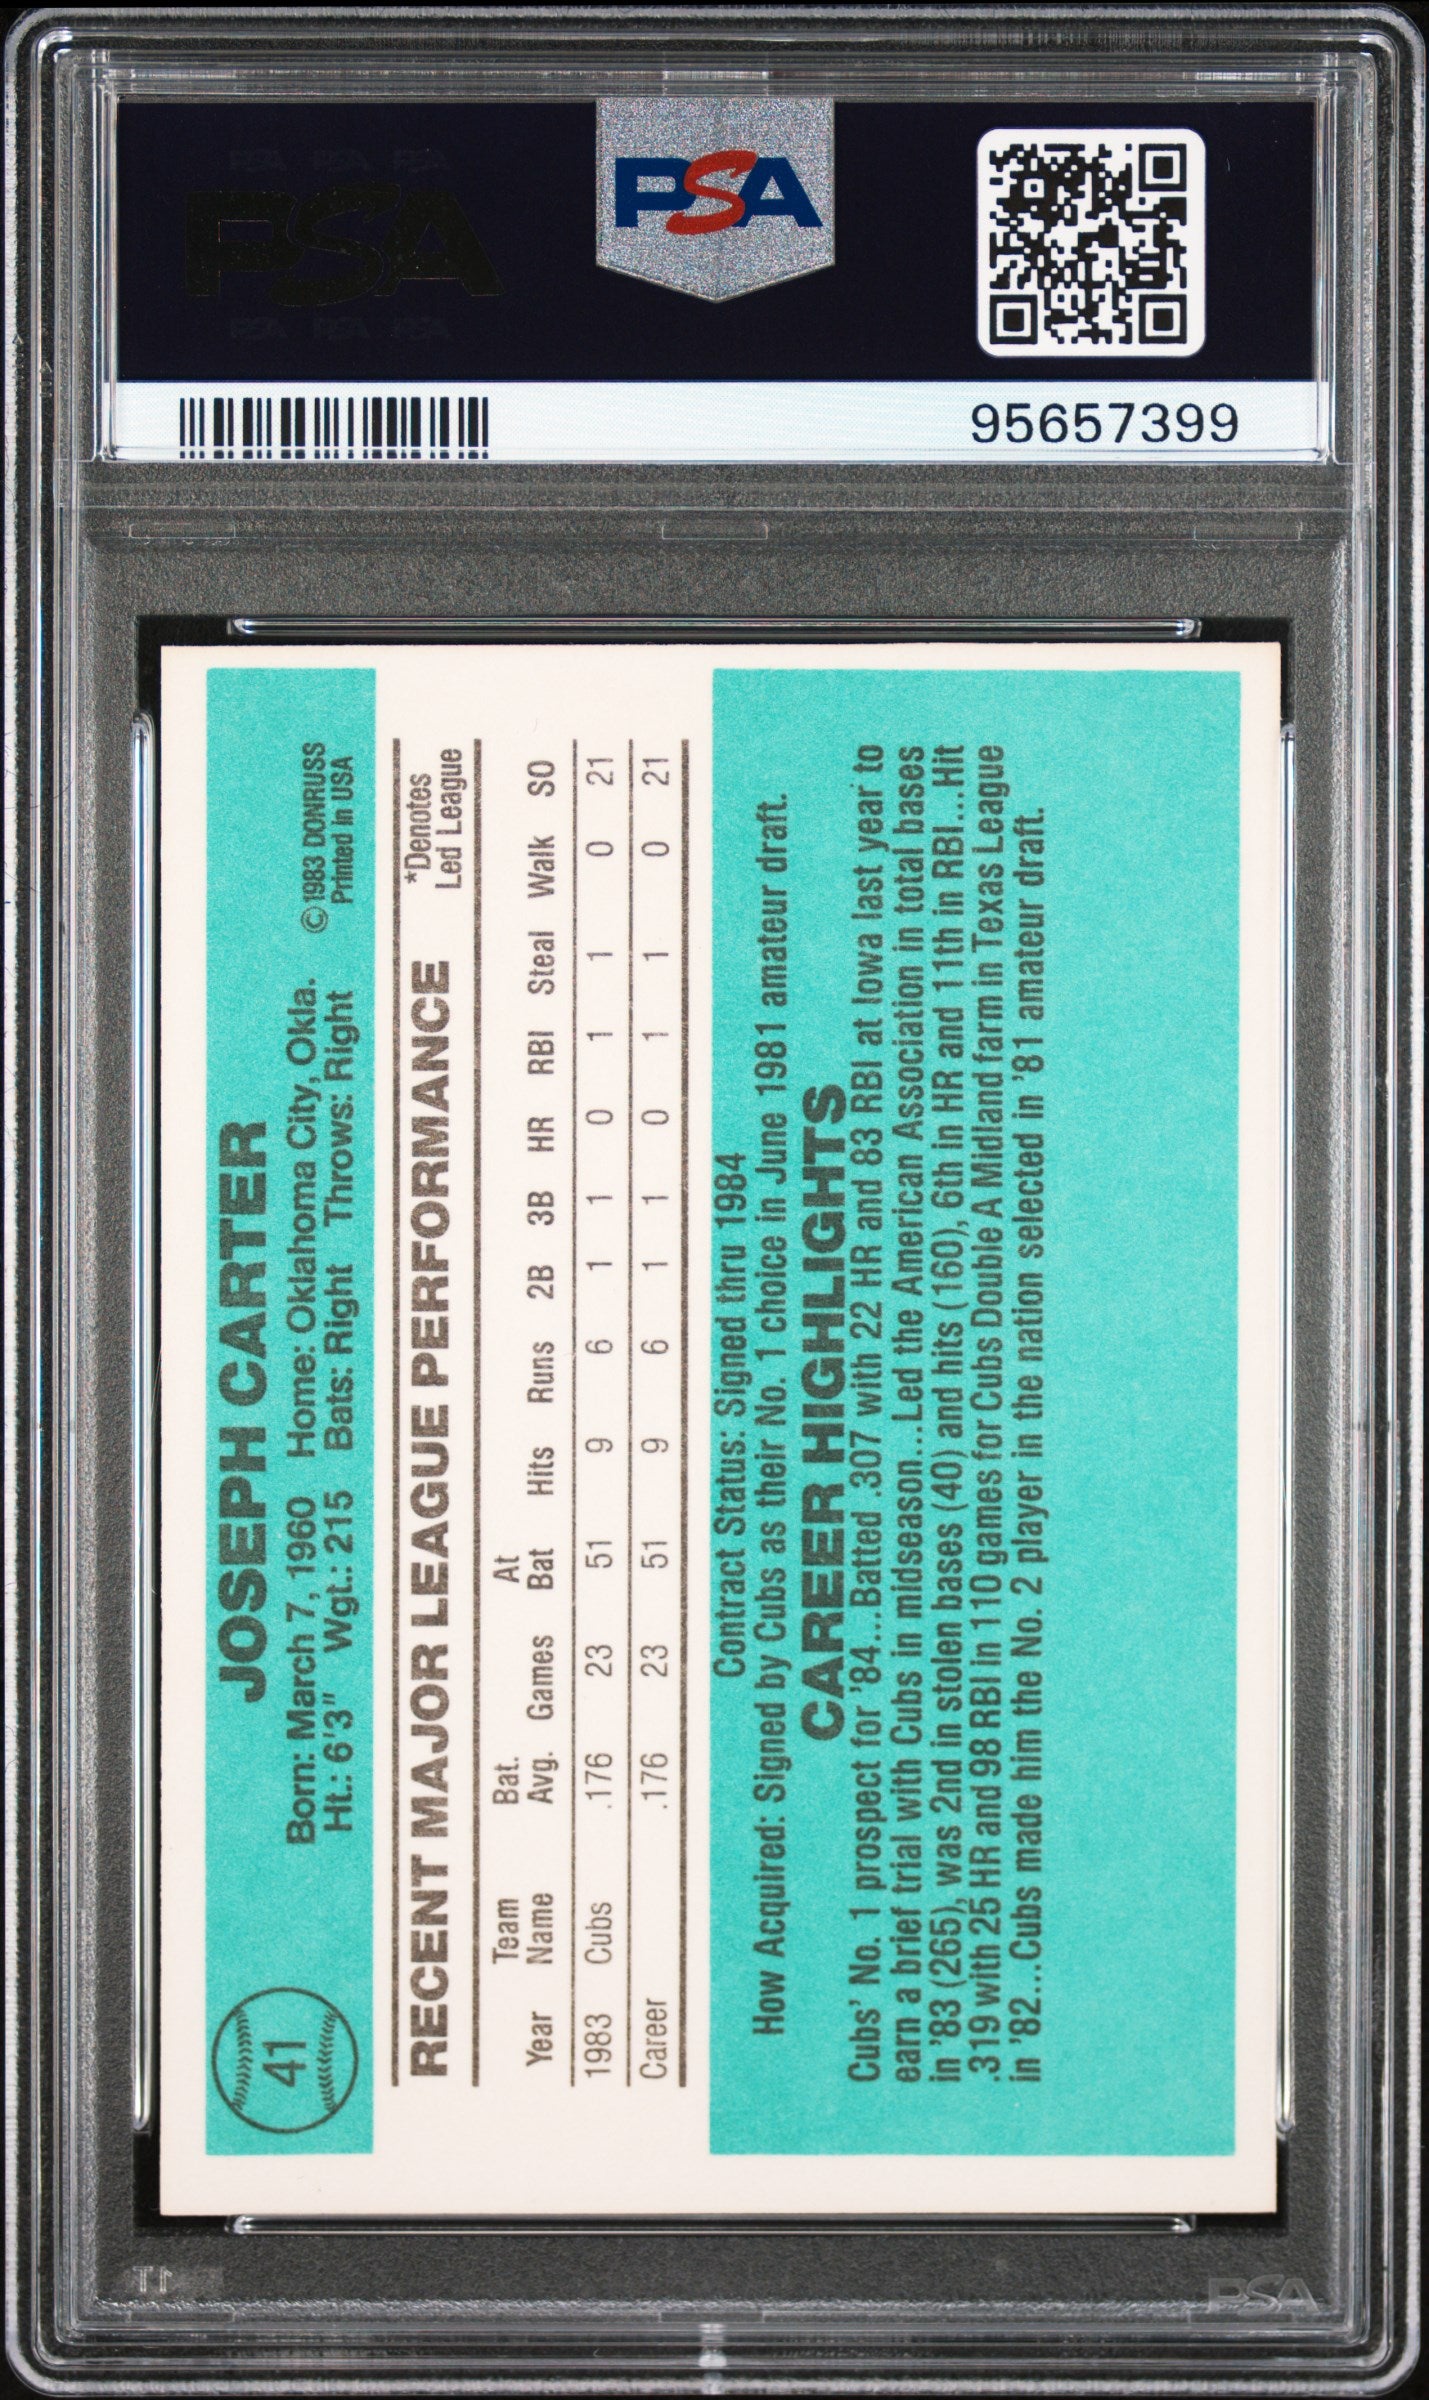 PSA
PSA PSA PSA
PSA
PSA PSA PSA
95657399
41
JOSEPH CARTER
Born: March 7, 1960 Home: Oklahoma City, Okla.
Ht.: 6'3" Wgt.: 215 Bats: Right Throws: Right
©1983 DONRUSS
Printed in USA
RECENT MAJOR LEAGUE PERFORMANCE
*Denotes
Led League
Year Team Name Bat. Avg. Games At Bat Hits Runs 2B 3B HR RBI Steal Walk SO
1983 Cubs .176 23 51 9 6 1 1 0 1 1 0 21
Career .176 23 51 9 6 1 1 0 1 1 0 21
Contract Status: Signed thru 1984
How Acquired: Signed by Cubs as their No. 1 choice in June 1981 amateur draft.
CAREER HIGHLIGHTS
Cubs' No. 1 prospect for '84...Batted .307 with 22 HR and 83 RBI at Iowa last year to
earn a brief trial with Cubs in midseason...Led the American Association in total bases
in '83 (265), was 2nd in stolen bases (40) and hits (160), 6th in HR and 11th in RBI...Hit
.319 with 25 HR and 98 RBI in 110 games for Cubs Double A Midland farm in Texas League
in '82...Cubs made him the No. 2 player in the nation selected in '81 amateur draft.
PSA